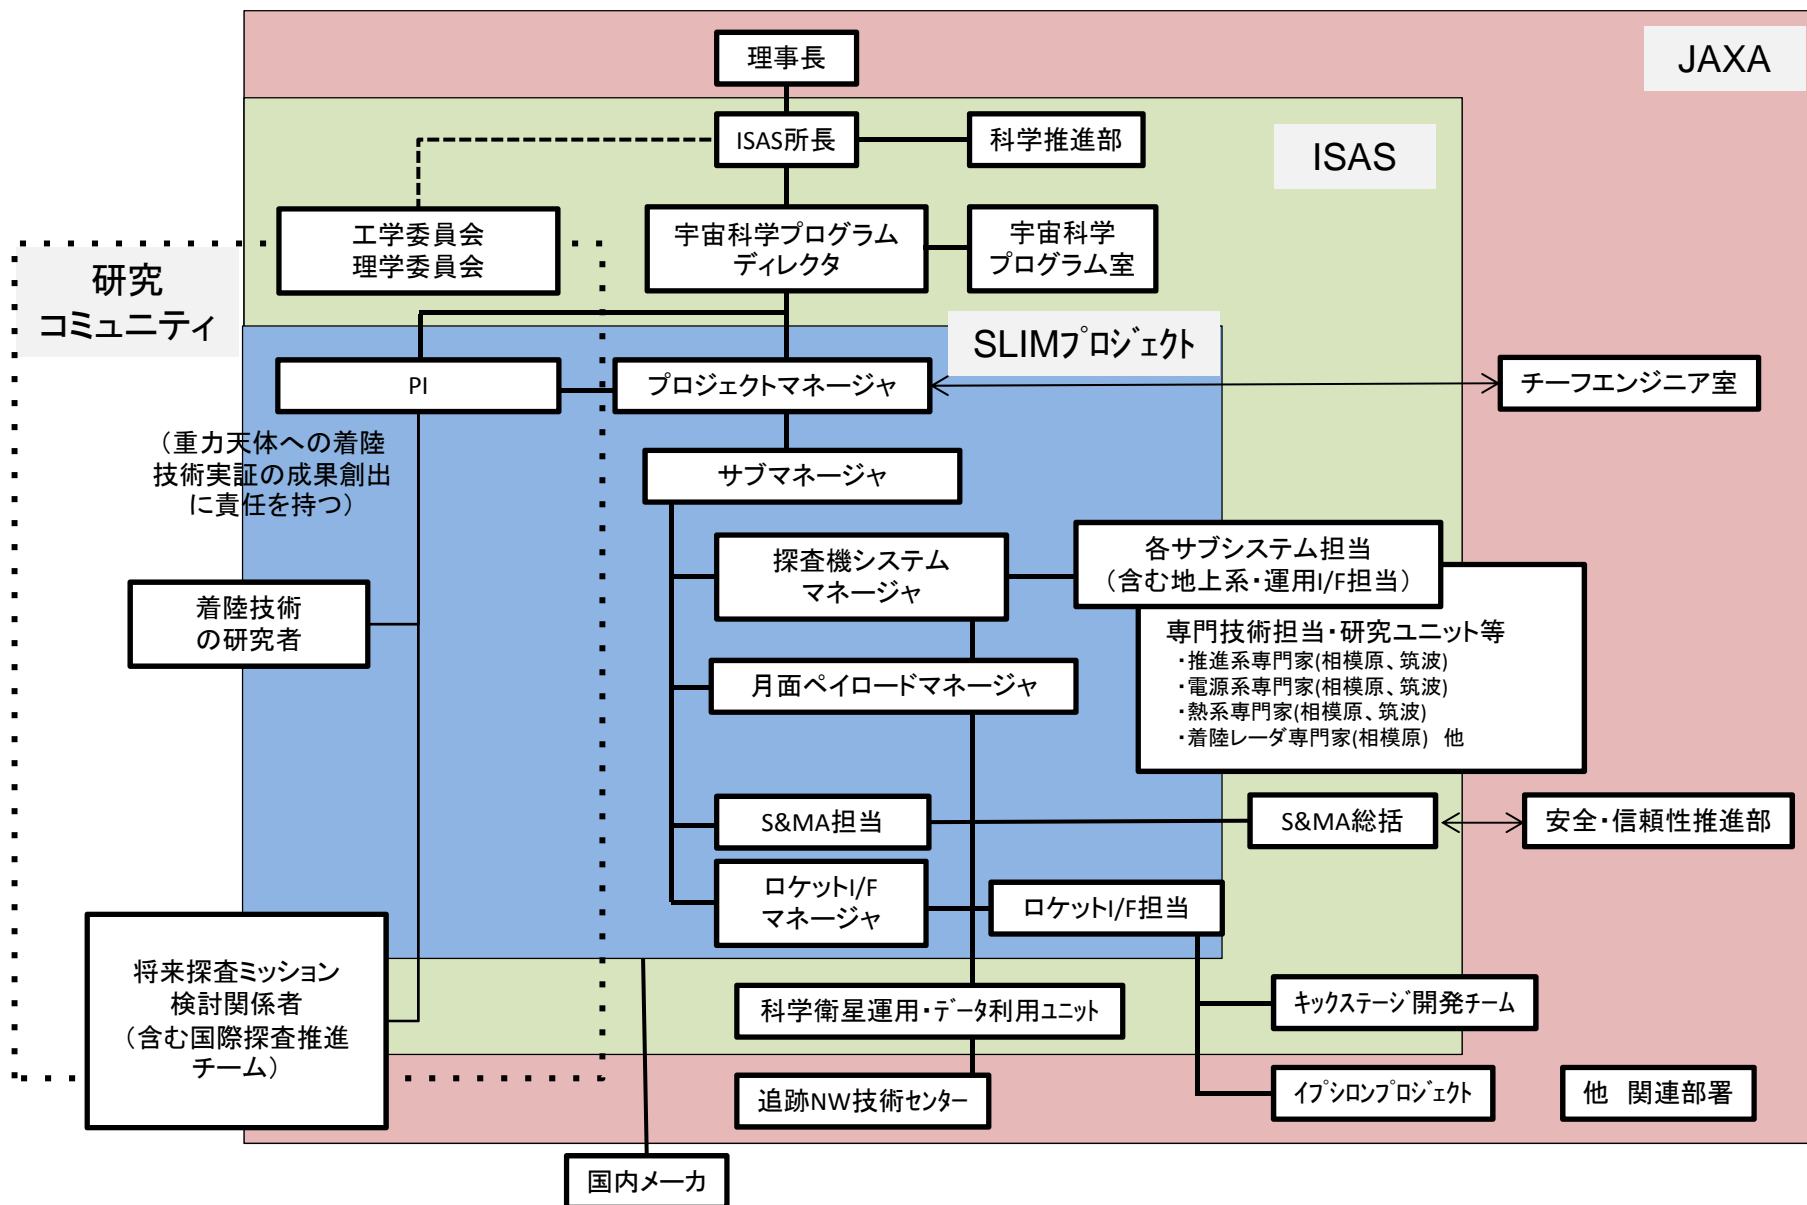 理事長
JAXA
ISAS所長
科学推進部
ISAS
工学委員会
理学委員会
宇宙科学プログラム
ディレクタ
宇宙科学
プログラム室
研究
コミュニティ
SLIMプロジェクト
PI
プロジェクトマネージャ
チーフエンジニア室
（重力天体への着陸
技術実証の成果創出
に責任を持つ）
サブマネージャ
探査機システム
マネージャ
各サブシステム担当
（含む地上系・運用I/F担当）
着陸技術
の研究者
専門技術担当・研究ユニット等
・推進系専門家(相模原、筑波)
・電源系専門家(相模原、筑波)
・熱系専門家(相模原、筑波)
・着陸レーダ専門家(相模原)　他
月面ペイロードマネージャ
S&MA担当
S&MA総括
安全・信頼性推進部
ロケットI/F
マネージャ
ロケットI/F担当
将来探査ミッション
検討関係者
（含む国際探査推進
チーム）
科学衛星運用・データ利用ユニット
キックステージ開発チーム
追跡NW技術センター
イプシロンプロジェクト
他　関連部署
国内メーカ